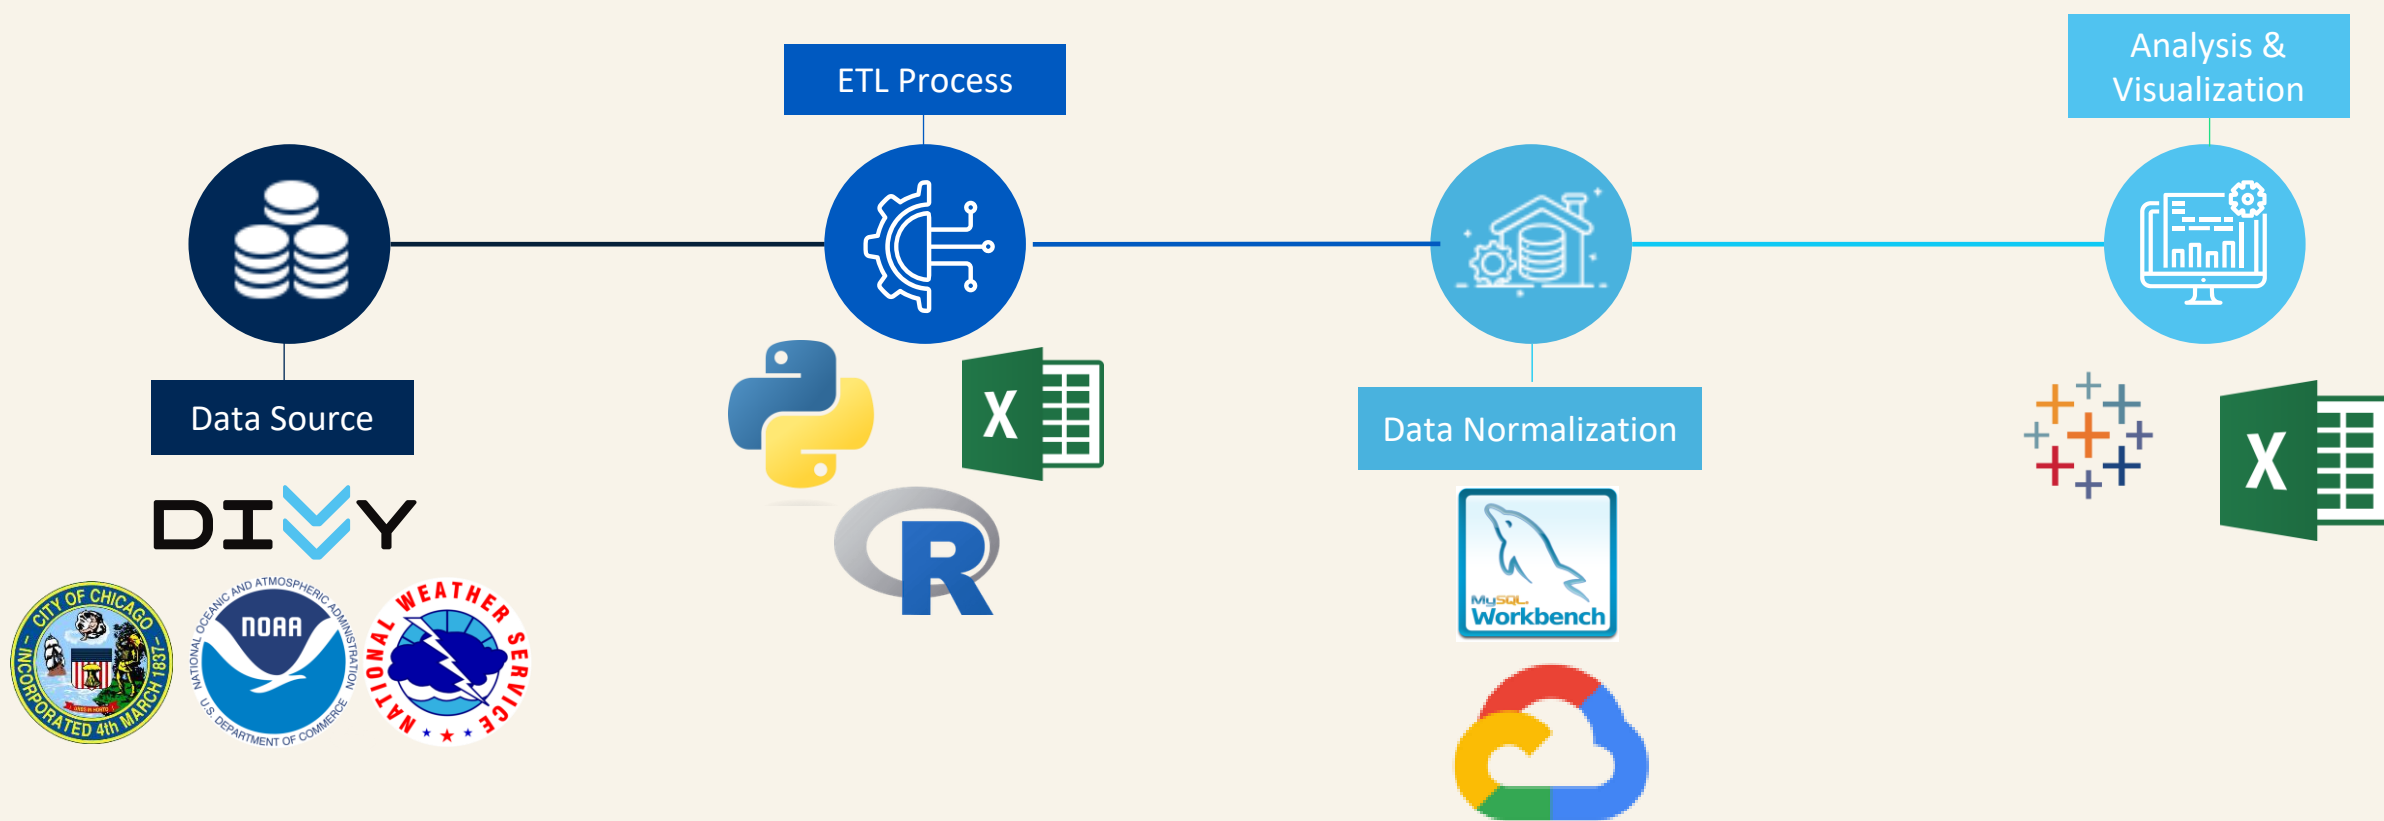 Analysis &
Visualization
ETL Process
Data Source
Data Normalization
DIVVY
X
X
R
MySQL
Workbench
CITY OF CHICAGO
INCORPORATED 4th MARCH 1837
NATIONAL OCEANIC AND ATMOSPHERIC ADMINISTRATION
NOAA
U.S. DEPARTMENT OF COMMERCE
NATIONAL WEATHER SERVICE